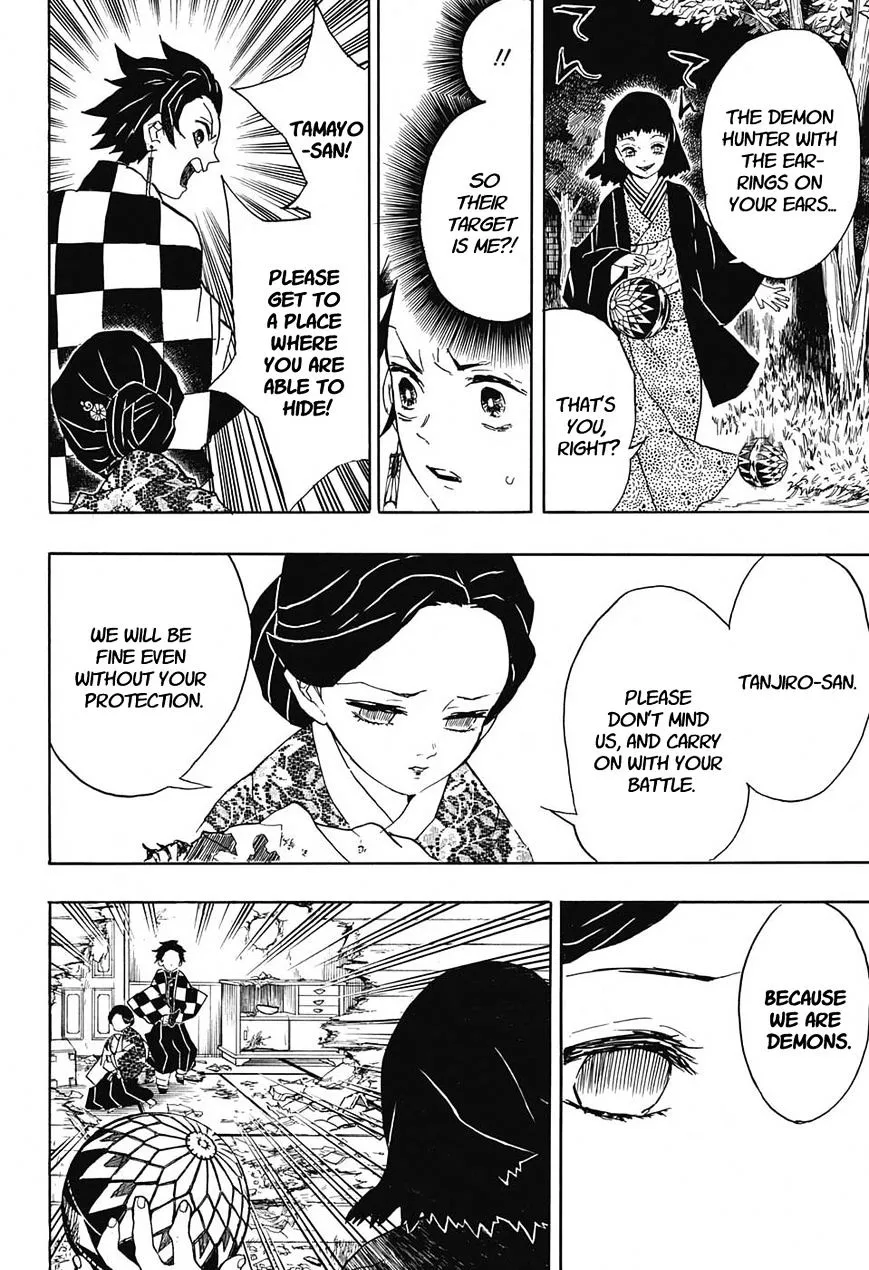 THE DEMON
HUNTER WITH
THE EAR-
RINGS ON
YOUR EARS...
THAT'S
YOU,
RIGHT?
!!
SO
THEIR
TARGET
IS ME?!
TAMAYO
-SAN!
PLEASE
GET TO
A PLACE
WHERE
YOU ARE
ABLE TO
HIDE!
TANJIRO-SAN.
PLEASE
DON'T MIND
US, AND CARRY
ON WITH YOUR
BATTLE.
WE WILL BE
FINE EVEN
WITHOUT YOUR
PROTECTION.
BECAUSE
WE ARE
DEMONS.